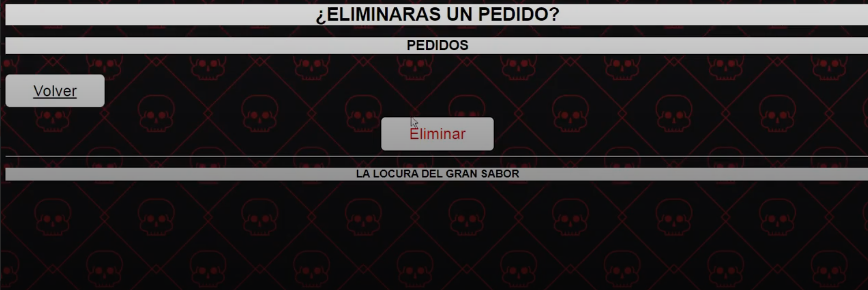 ¿ELIMINARAS UN PEDIDO?
PEDIDOS
Volver
Eliminar
LA LOCURA DEL GRAN SABOR